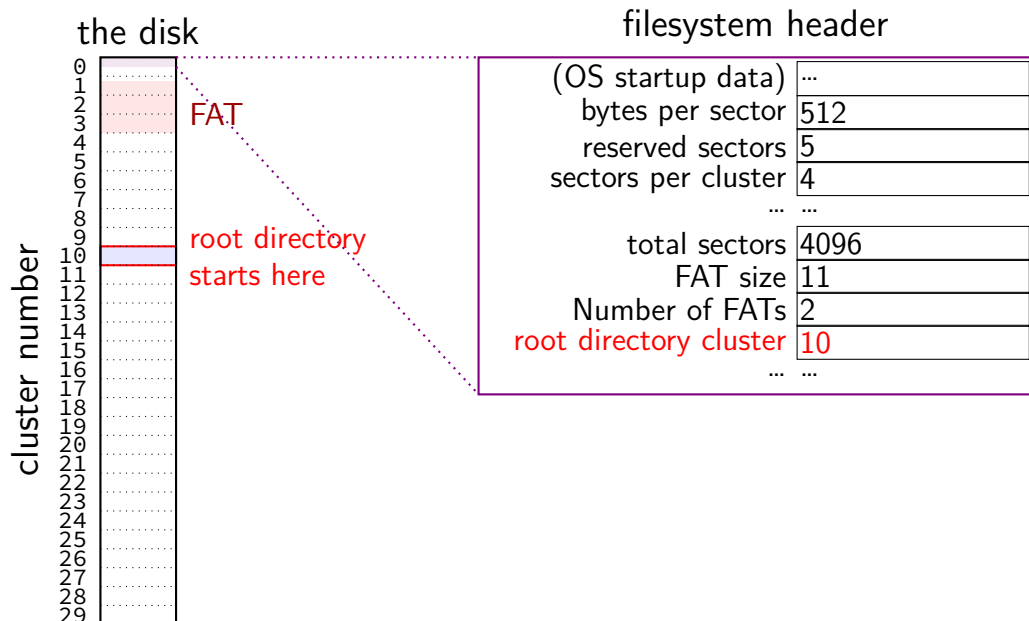 the disk
0
1
2
3
4
5
6
7
8
9
10
11
12
13
14
15
16
17
18
19
20
21
22
23
24
25
26
27
28
29
cluster number
FAT
root directory
starts here
filesystem header
(OS startup data) ...
bytes per sector 512
reserved sectors 5
sectors per cluster 4
... ...
total sectors 4096
FAT size 11
Number of FATs 2
root directory cluster 10
... ...